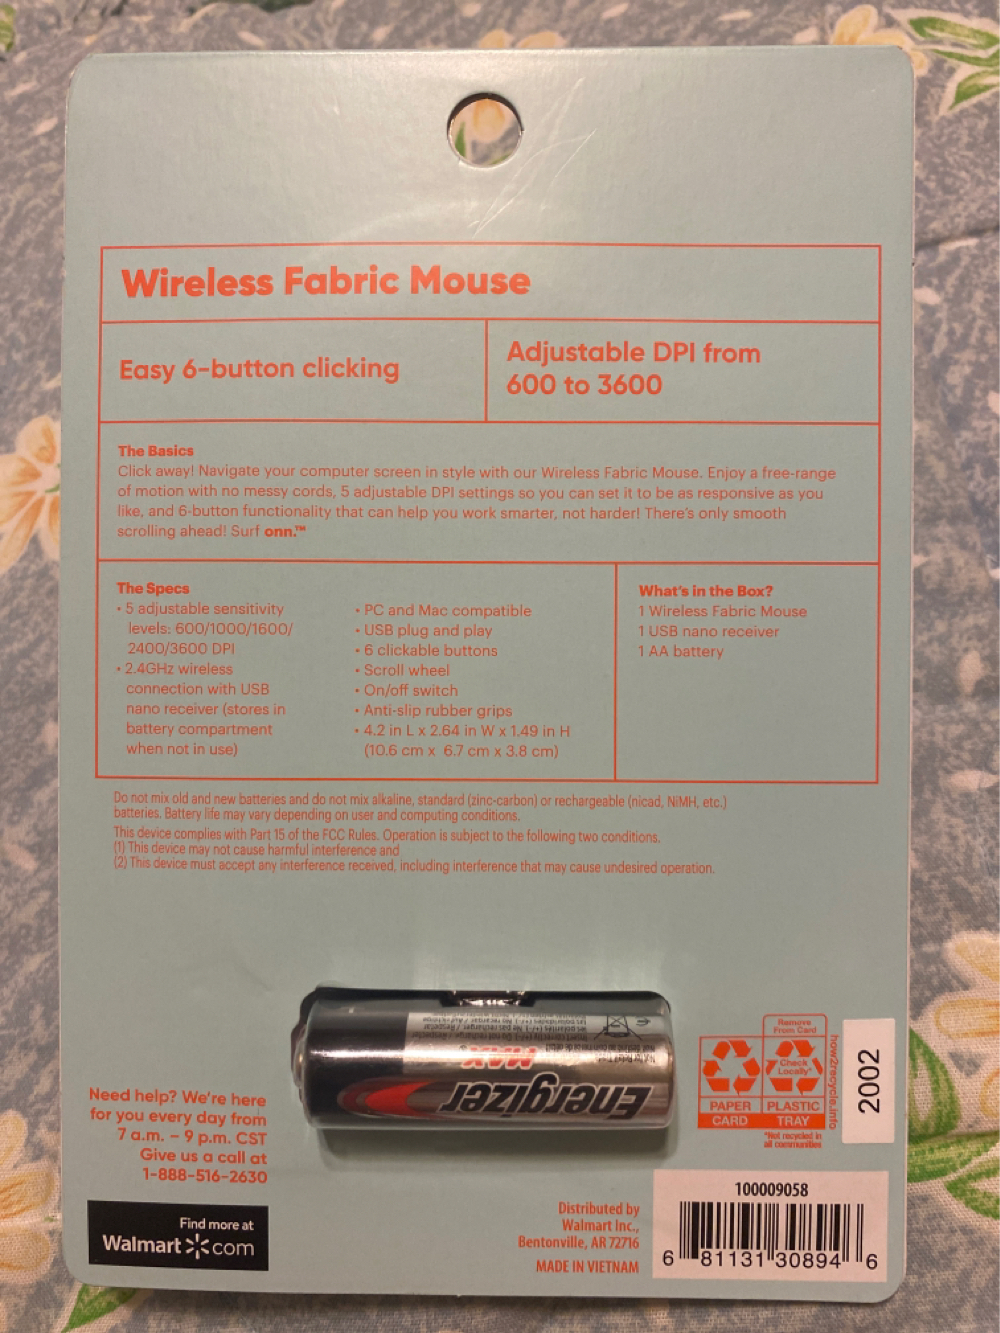 Wireless Fabric Mouse
Easy 6-button clicking
Adjustable DPI from
600 to 3600
The Basics
Click away! Navigate your computer screen in style with our Wireless Fabric Mouse. Enjoy a free-range
of motion with no messy cords, 5 adjustable DPI settings so you can set it to be as responsive as you
like, and 6-button functionality that can help you work smarter, not harder! There's only smooth
scrolling ahead! Surf onn.™
The Specs
• 5 adjustable sensitivity
levels: 600/1000/1600/
2400/3600 DPI
• 2.4GHz wireless
connection with USB
nano receiver (stores in
battery compartment
when not in use)
• PC and Mac compatible
• USB plug and play
• 6 clickable buttons
• Scroll wheel
• On/off switch
• Anti-slip rubber grips
• 4.2 in L x 2.64 in W x 1.49 in H
(10.6 cm x 6.7 cm x 3.8 cm)
What's in the Box?
1 Wireless Fabric Mouse
1 USB nano receiver
1 AA battery
Do not mix old and new batteries and do not mix alkaline, standard (zinc-carbon) or rechargeable (nicad, NiMH, etc.)
batteries. Battery life may vary depending on user and computing conditions.
This device complies with Part 15 of the FCC Rules. Operation is subject to the following two conditions.
(1) This device may not cause harmful interference and
(2) This device must accept any interference received, including interference that may cause undesired operation.
Energizer
MAX
Need help? We're here
for you every day from
7 a.m. – 9 p.m. CST
Give us a call at
1-888-516-2630
Find more at
Walmart com
Remove
From Card
Check
Locally*
PAPER
CARD
PLASTIC
TRAY
*Not recycled in
all communities
how2recycle.info
2002
Distributed by
Walmart Inc.,
Bentonville, AR 72716
MADE IN VIETNAM
100009058
6 81131 30894 6